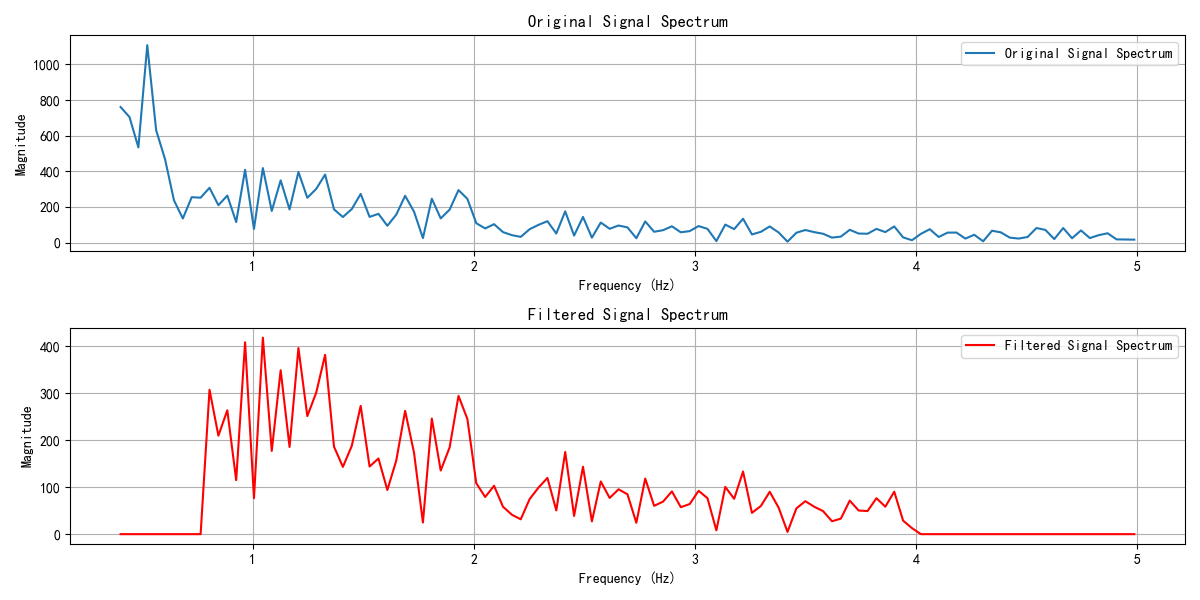 Original Signal Spectrum
Original Signal Spectrum
Magnitude
1000
800
600
400
200
0
1 2 3 4 5
Frequency (Hz)
Filtered Signal Spectrum
Filtered Signal Spectrum
Magnitude
400
300
200
100
0
1 2 3 4 5
Frequency (Hz)